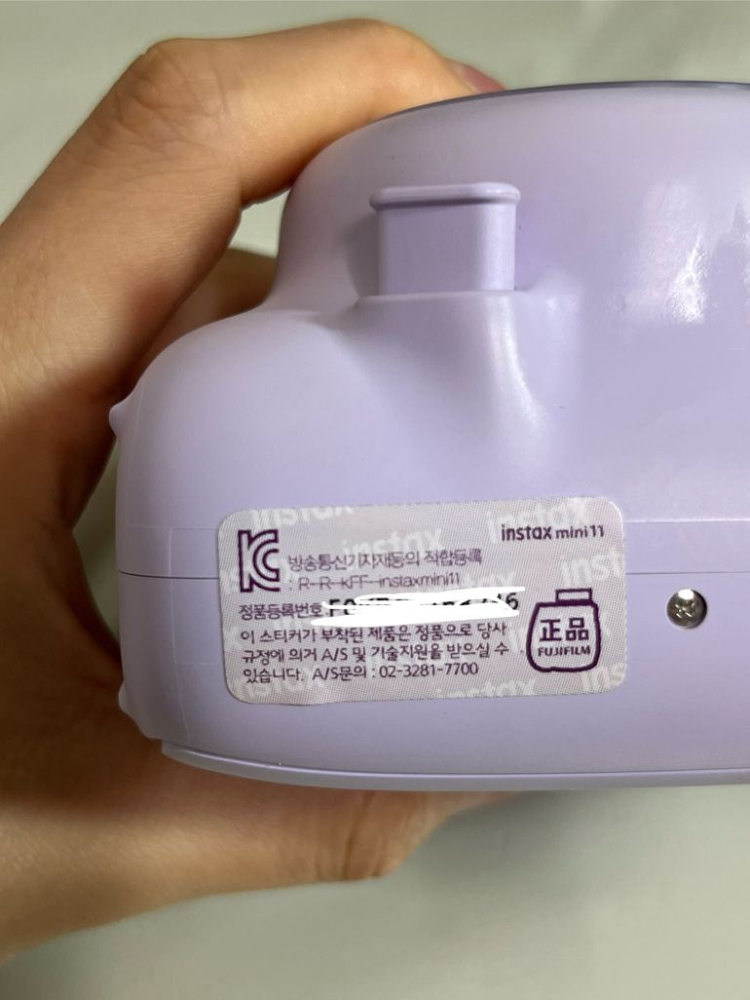 instax mini 11
방송통신기자재등의 적합등록
: R-R-KFF-instaxmini11
정품등록번호
이 스티커가 부착된 제품은 정품으로 당사
규정에 의거 A/S 및 기술지원을 받으실 수
있습니다. A/S문의 : 02-3281-7700
正品
FUJIFILM